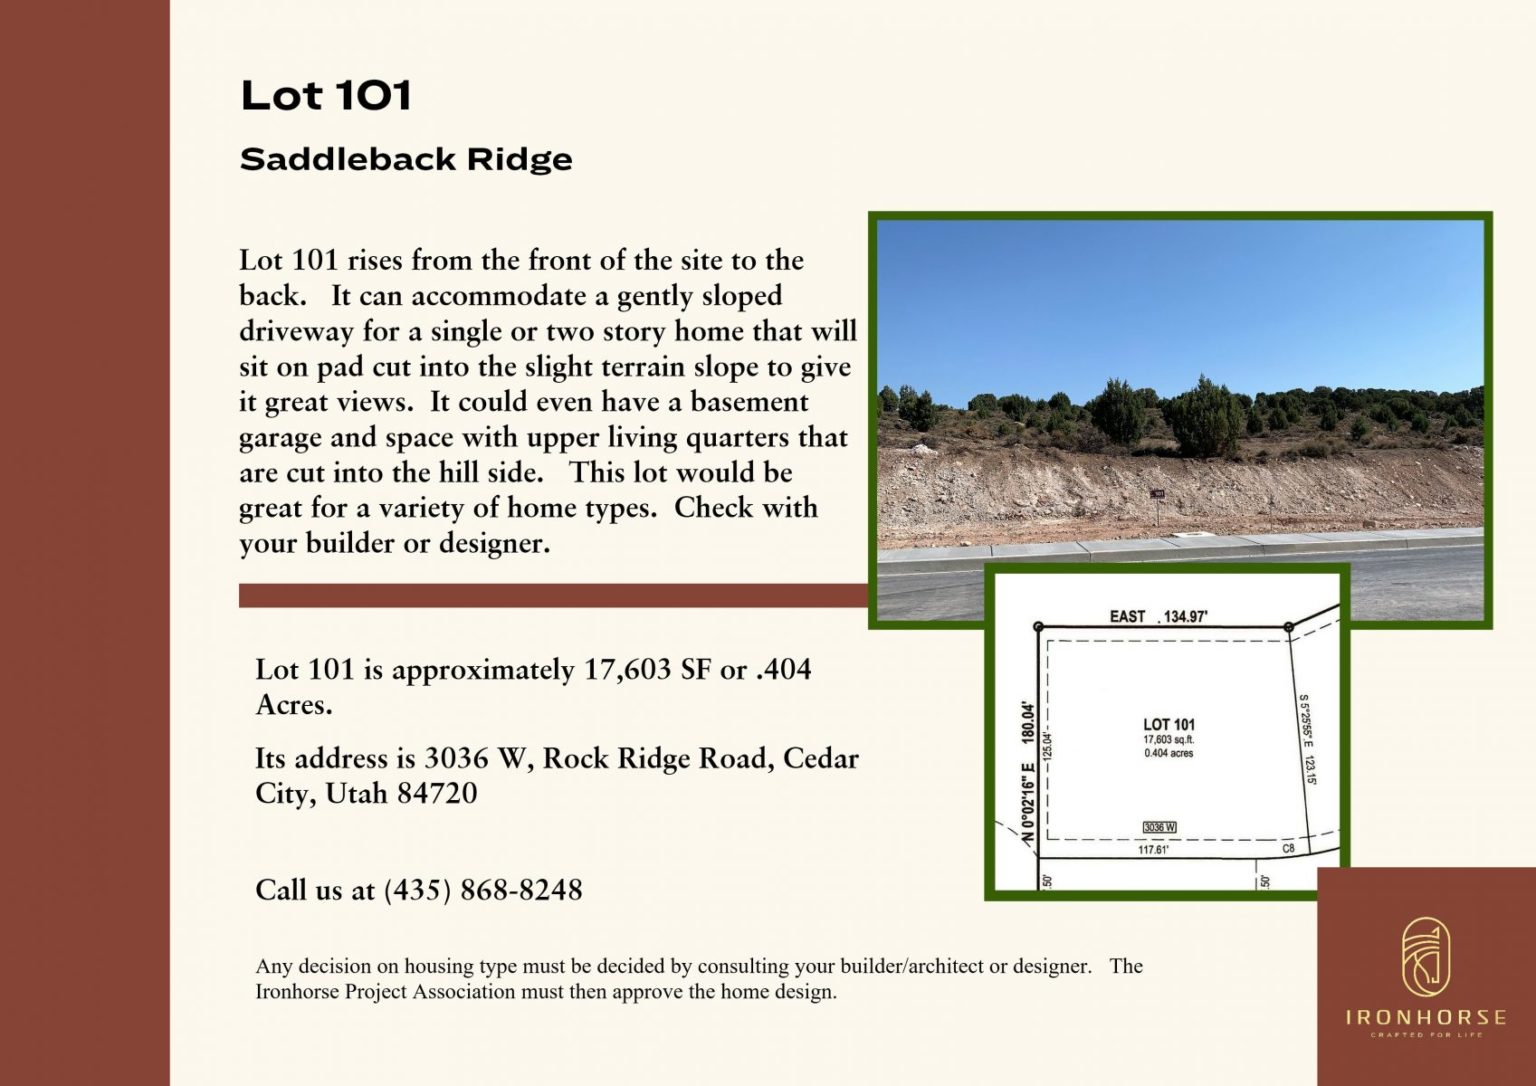 Lot 101
Saddleback Ridge
Lot 101 rises from the front of the site to the
back. It can accommodate a gently sloped
driveway for a single or two story home that will
sit on pad cut into the slight terrain slope to give
it great views. It could even have a basement
garage and space with upper living quarters that
are cut into the hill side. This lot would be
great for a variety of home types. Check with
your builder or designer.
Lot 101 is approximately 17,603 SF or .404
Acres.
Its address is 3036 W, Rock Ridge Road, Cedar
City, Utah 84720
Call us at (435) 868-8248
Any decision on housing type must be decided by consulting your builder/architect or designer. The
Ironhorse Project Association must then approve the home design.
EAST . 134.97'
N 0°02'16" E 180.04'
125.04'
LOT 101
17,603 sq.ft.
0.404 acres
S 5°25'55" E 123.15'
3036 W
117.61'
C8
.50'
.50'
IRONHORSE
CRAFTED FOR LIFE